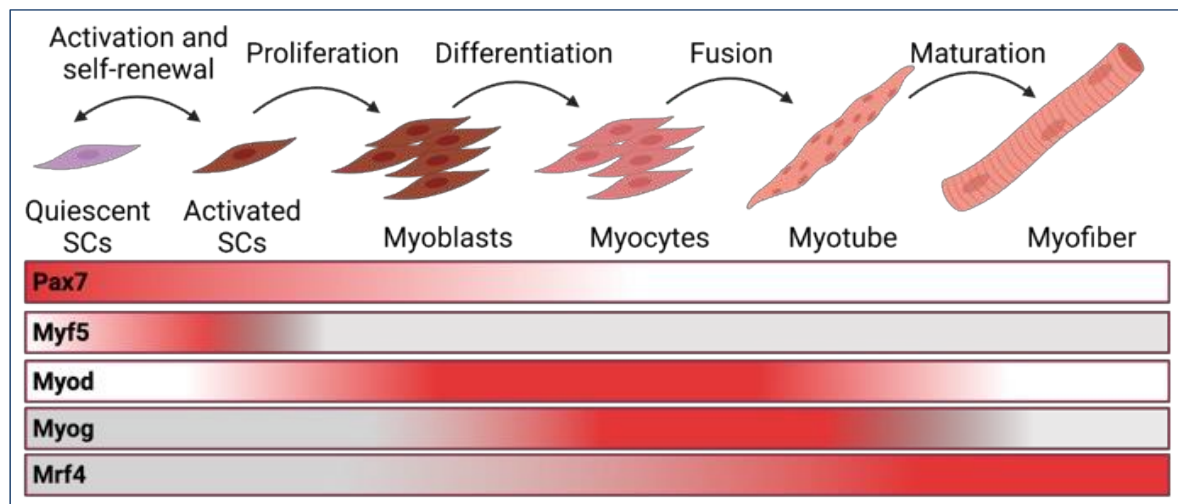 Activation and
self-renewal
Proliferation
Differentiation
Fusion
Maturation
Quiescent
SCs
Activated
SCs
Myoblasts
Myocytes
Myotube
Myofiber
Pax7
Myf5
Myod
Myog
Mrf4